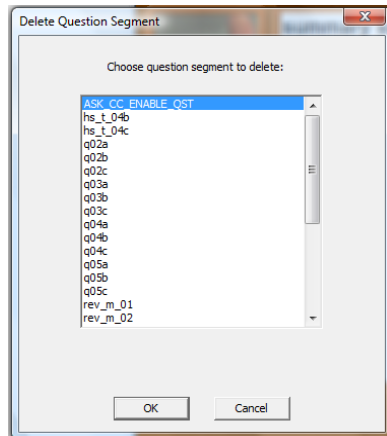 Delete Question Segment
summary
Choose question segment to delete:
ASK_CC_ENABLE_QST
hs_t_04b
hs_t_04c
q02a
q02b
q02c
q03a
q03b
q03c
q04a
q04b
q04c
q05a
q05b
q05c
rev_m_01
rev_m_02
OK
Cancel